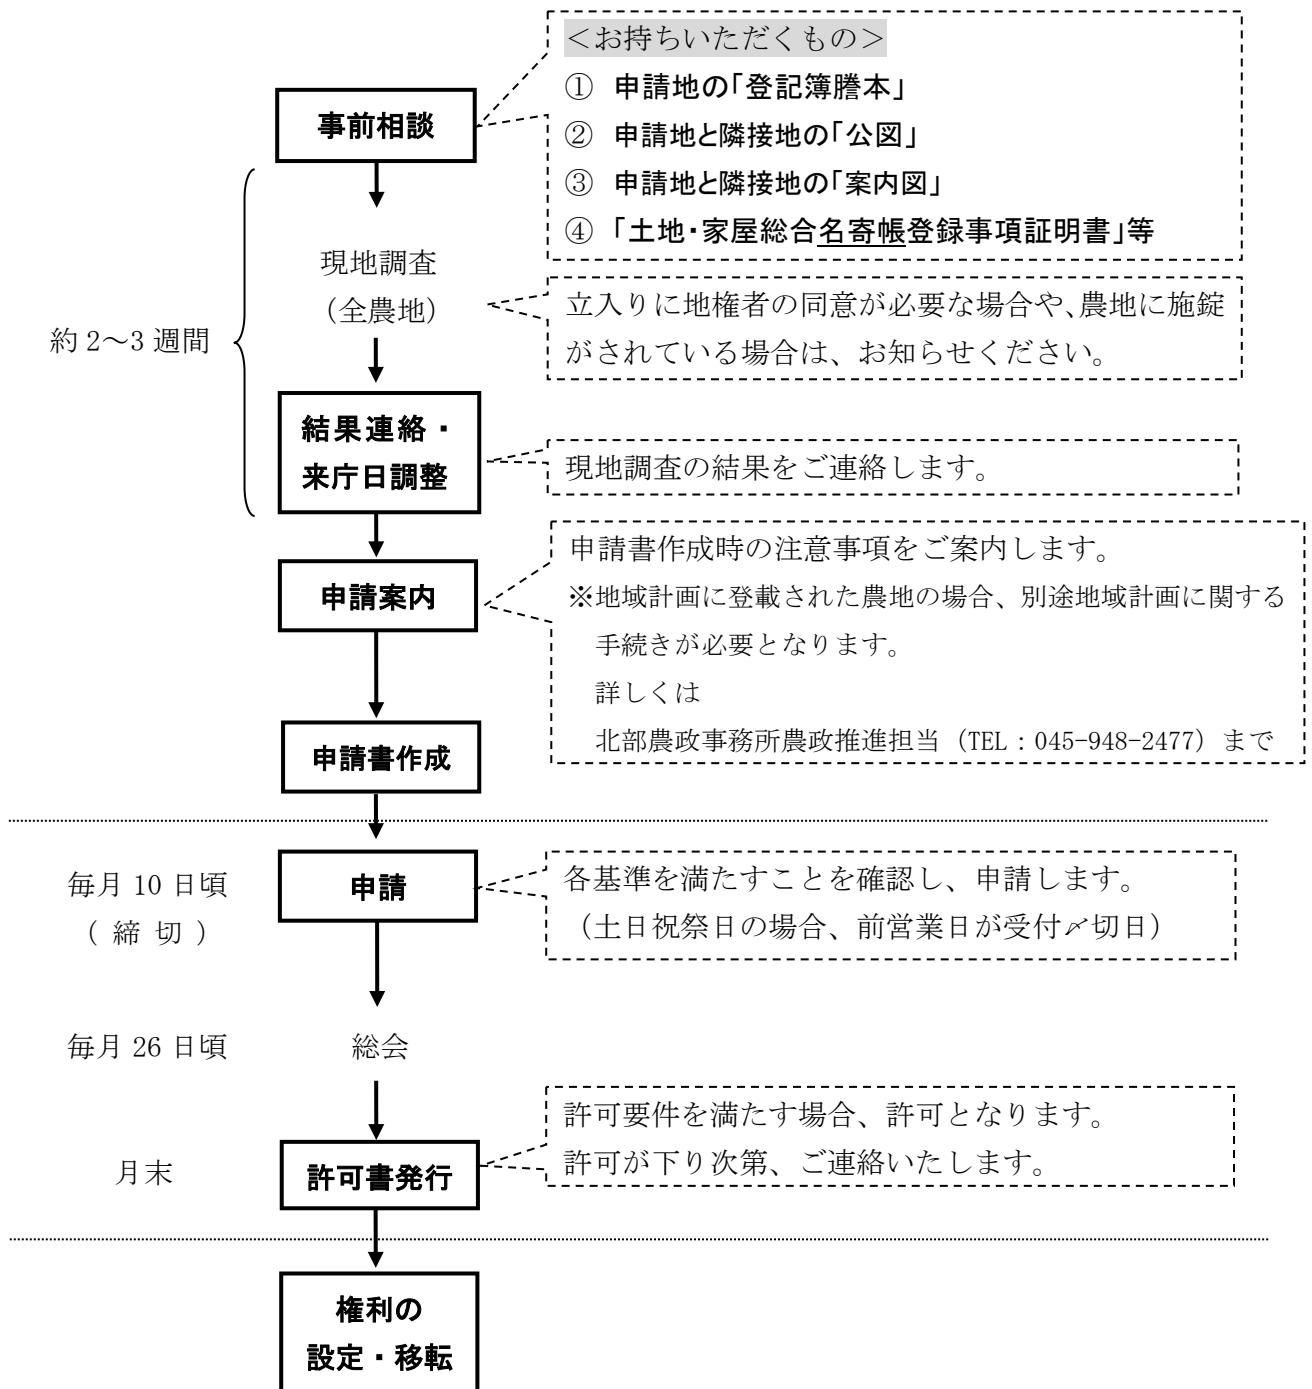 <お持ちいただくもの>
① 申請地の「登記簿謄本」
② 申請地と隣接地の「公図」
③ 申請地と隣接地の「案内図」
④ 「土地・家屋総合名寄帳登録事項証明書」等
事前相談
約 2～3 週間
現地調査
(全農地)
立入りに地権者の同意が必要な場合や、農地に施錠
がされている場合は、お知らせください。
結果連絡・
来庁日調整
現地調査の結果をご連絡します。
申請案内
申請書作成時の注意事項をご案内します。
※地域計画に登載された農地の場合、別途地域計画に関する
手続きが必要となります。
詳しくは
北部農政事務所農政推進担当（TEL：045-948-2477）まで
申請書作成
毎月 10 日頃
（ 締 切 ）
申請
各基準を満たすことを確認し、申請します。
（土日祝祭日の場合、前営業日が受付〆切日）
毎月 26 日頃
総会
月末
許可書発行
許可要件を満たす場合、許可となります。
許可が下り次第、ご連絡いたします。
権利の
設定・移転